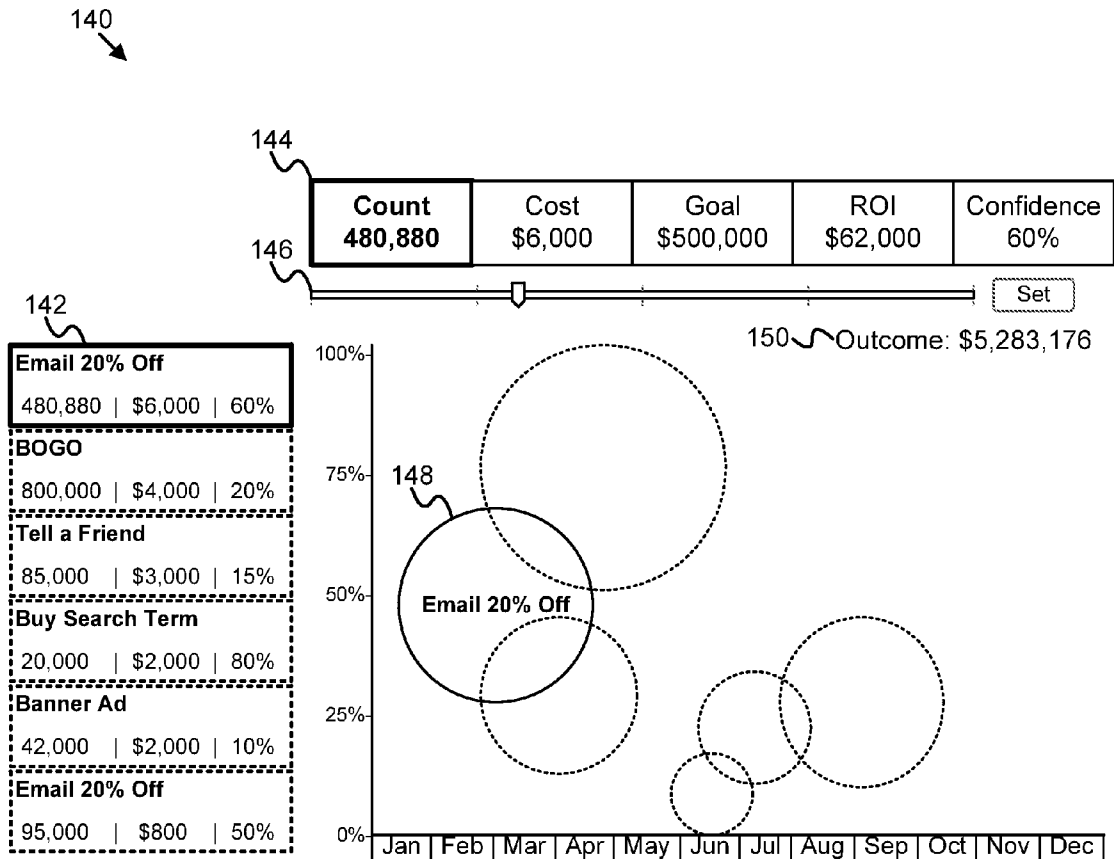 140
144
Count Cost Goal ROI Confidence
480,880 $6,000 $500,000 $62,000 60%
146
Set
142
150 Outcome: $5,283,176
Email 20% Off
480,880 | $6,000 | 60%
BOGO
800,000 | $4,000 | 20%
Tell a Friend
85,000 | $3,000 | 15%
Buy Search Term
20,000 | $2,000 | 80%
Banner Ad
42,000 | $2,000 | 10%
Email 20% Off
95,000 | $800 | 50%
100%
75%
148
50%
Email 20% Off
25%
0%
Jan | Feb | Mar | Apr | May | Jun | Jul | Aug | Sep | Oct | Nov | Dec